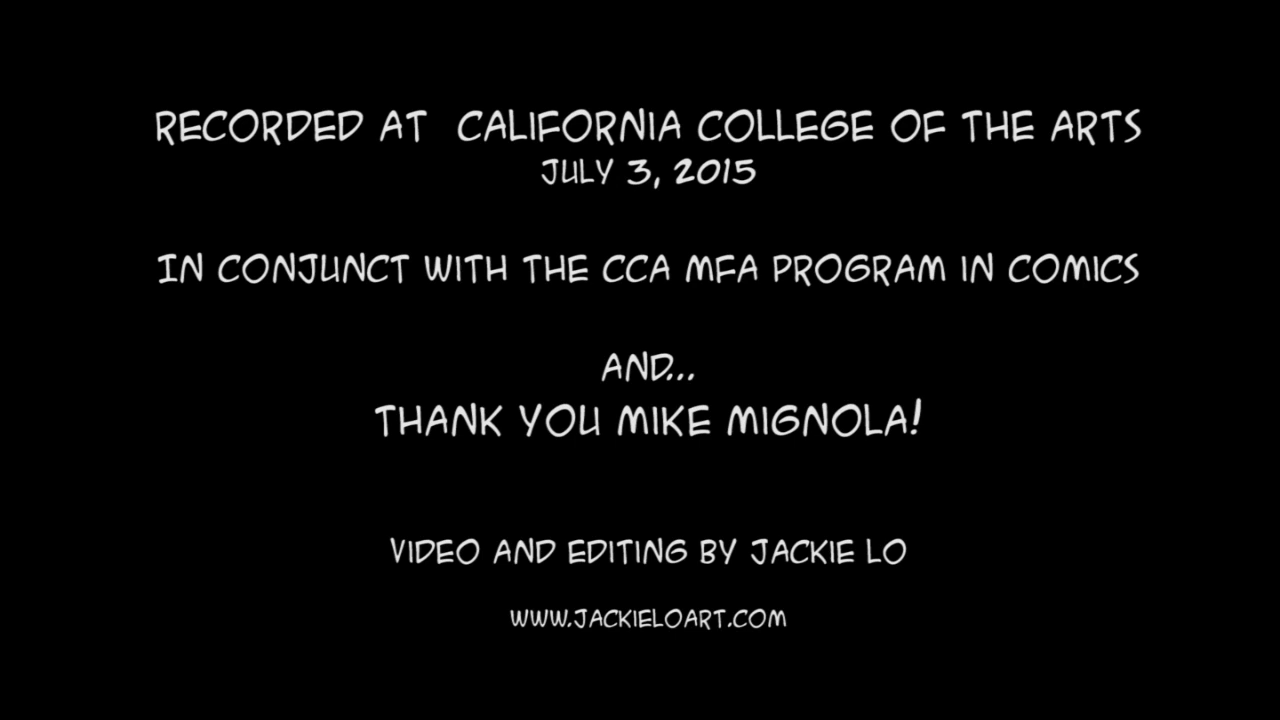 RECORDED AT CALIFORNIA COLLEGE OF THE ARTS
JULY 3, 2015
IN CONJUNCT WITH THE CCA MFA PROGRAM IN COMICS
AND...
THANK YOU MIKE MIGNOLA!
VIDEO AND EDITING BY JACKIE LO
WWW.JACKIELOART.COM